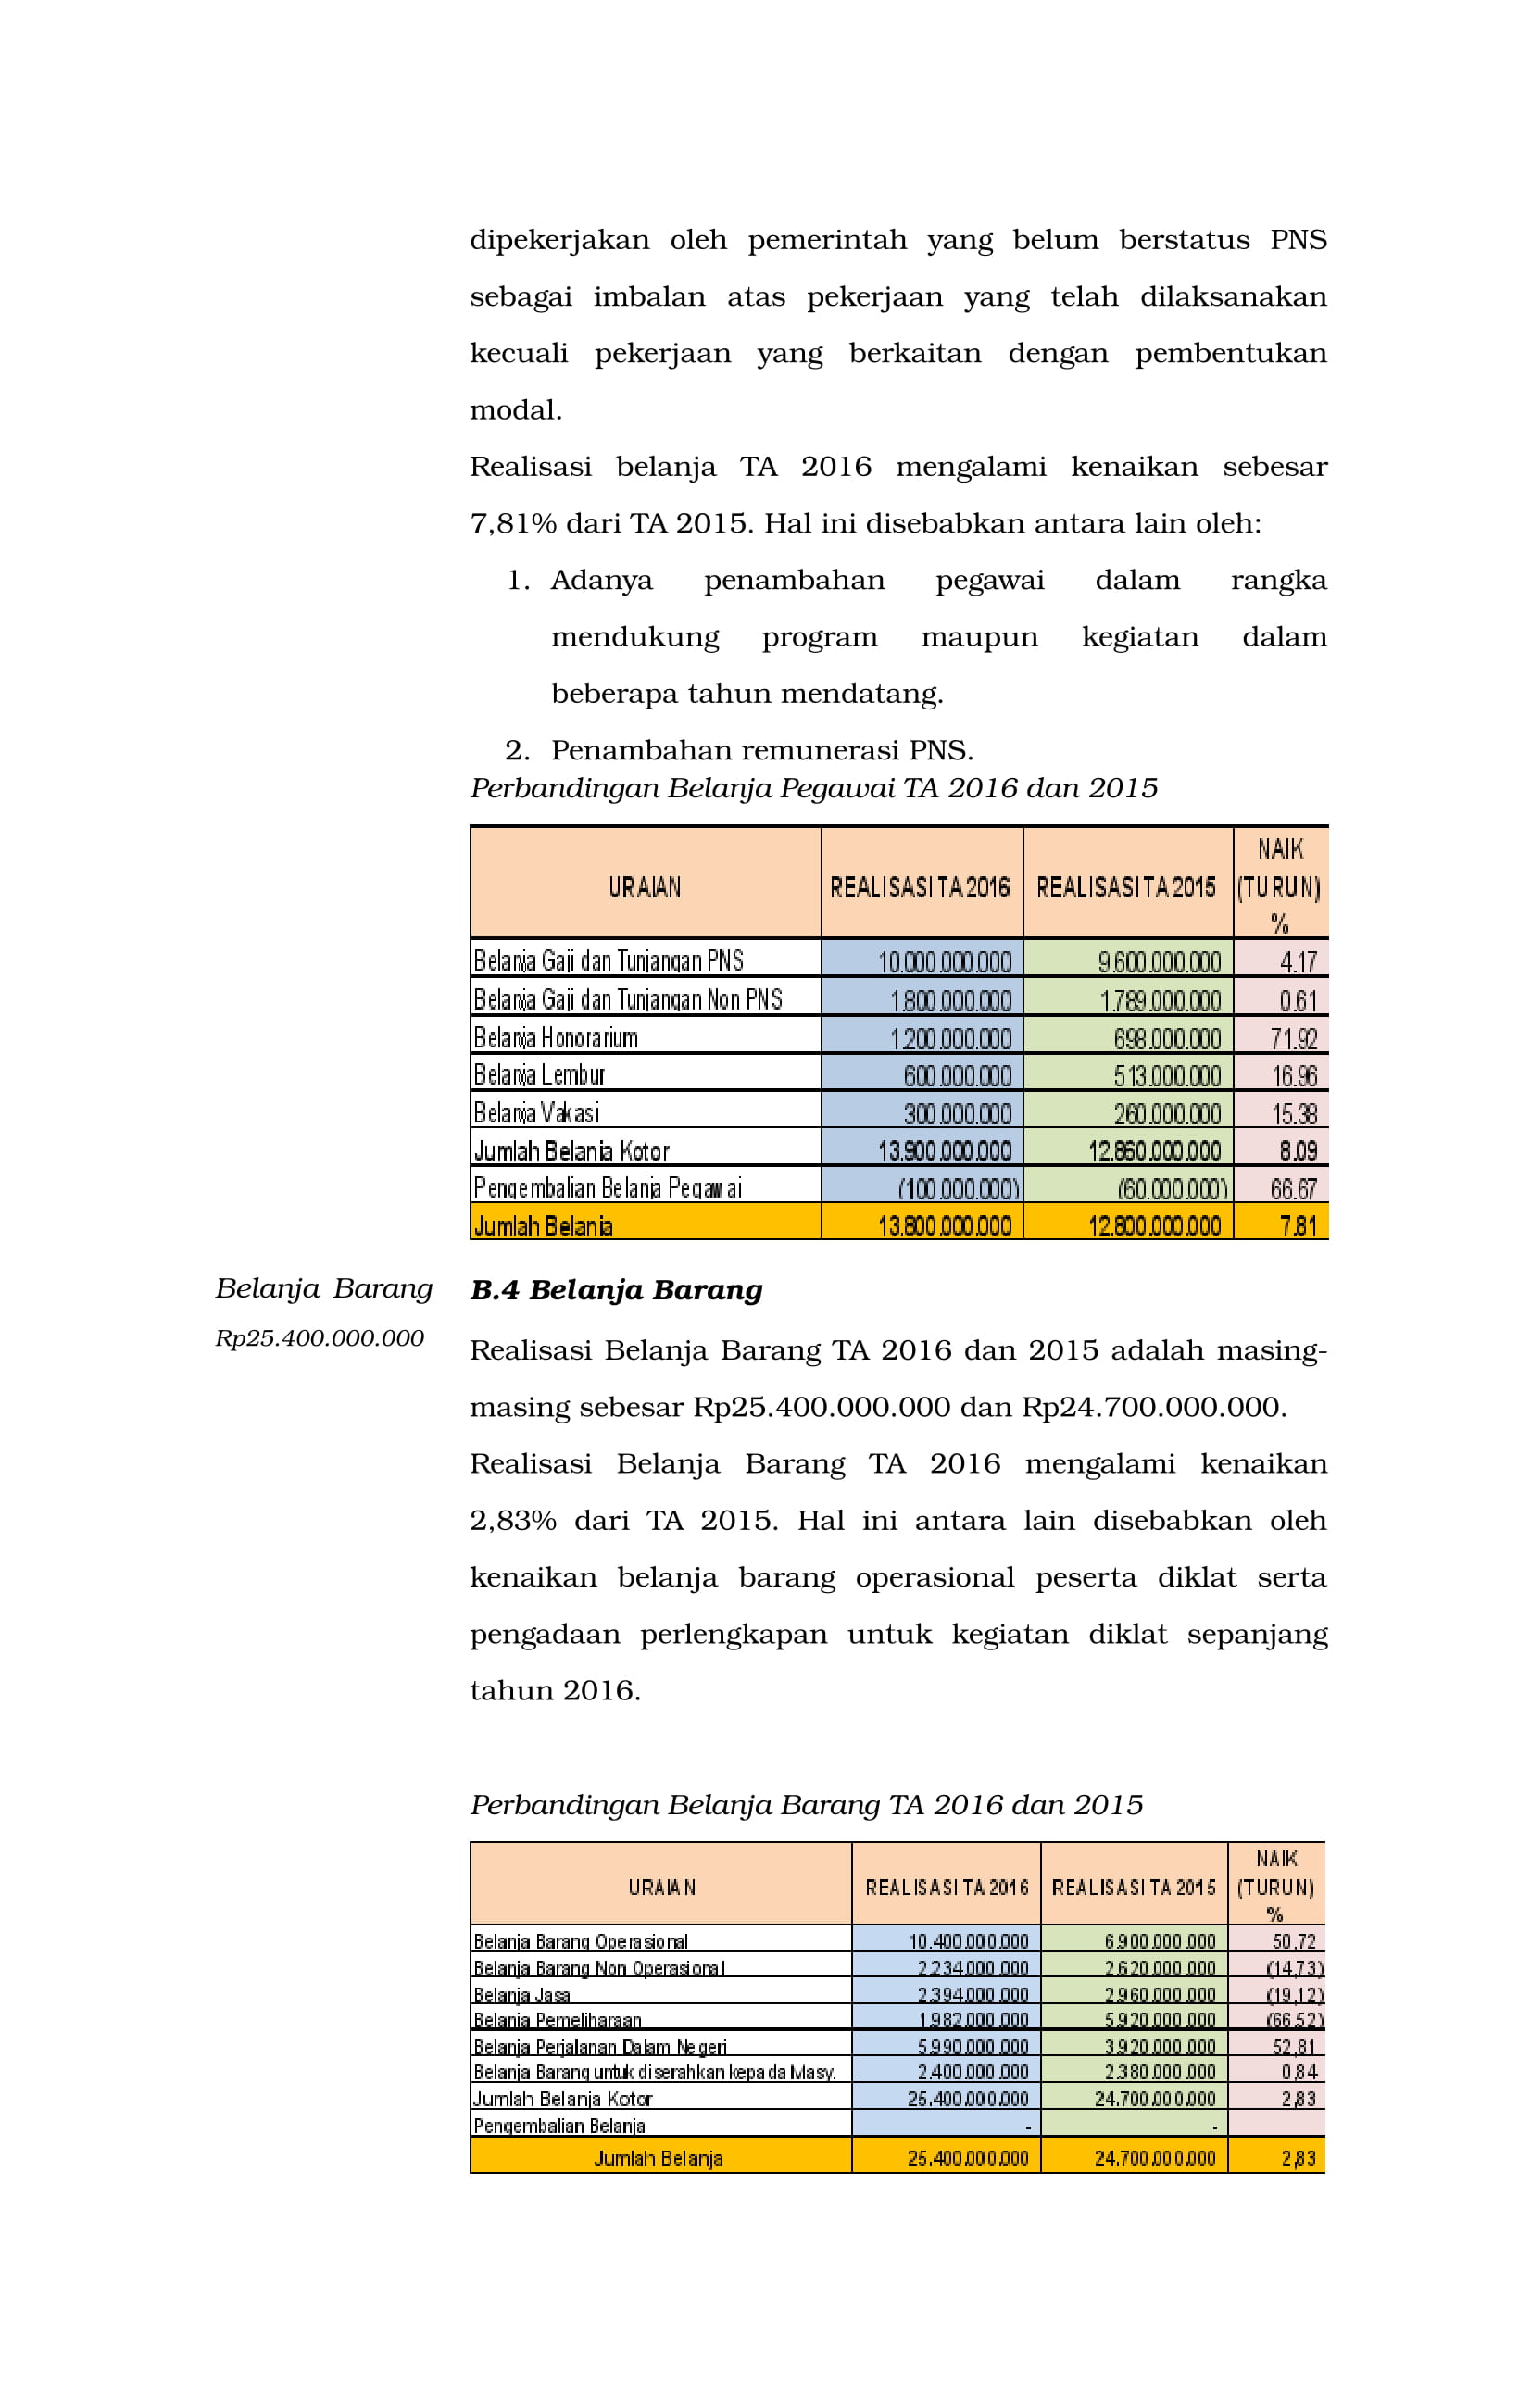 dipekerjakan oleh pemerintah yang belum berstatus PNS
sebagai imbalan atas pekerjaan yang telah dilaksanakan
kecuali pekerjaan yang berkaitan dengan pembentukan
modal.
Realisasi belanja TA 2016 mengalami kenaikan sebesar
7,81% dari TA 2015. Hal ini disebabkan antara lain oleh:
1. Adanya penambahan pegawai dalam rangka
mendukung program maupun kegiatan dalam
beberapa tahun mendatang.
2. Penambahan remunerasi PNS.
Perbandingan Belanja Pegawai TA 2016 dan 2015
URAIAN REALISASI TA 2016 REALISASI TA 2015 NAIK (TURUN) %
Belanja Gaji dan Tunjangan PNS 10.000.000.000 9.600.000.000 4.17
Belanja Gaji dan Tunjangan Non PNS 1.800.000.000 1.789.000.000 0.61
Belanja Honorarium 1.200.000.000 698.000.000 71.92
Belanja Lembur 600.000.000 513.000.000 16.96
Belanja Vakasi 300.000.000 260.000.000 15.38
Jumlah Belanja Kotor 13.900.000.000 12.860.000.000 8.09
Pengembalian Belanja Pegawai (100.000.000) (60.000.000) 66.67
Jumlah Belanja 13.800.000.000 12.800.000.000 7.81
Belanja Barang
Rp25.400.000.000
B.4 Belanja Barang
Realisasi Belanja Barang TA 2016 dan 2015 adalah masing-
masing sebesar Rp25.400.000.000 dan Rp24.700.000.000.
Realisasi Belanja Barang TA 2016 mengalami kenaikan
2,83% dari TA 2015. Hal ini antara lain disebabkan oleh
kenaikan belanja barang operasional peserta diklat serta
pengadaan perlengkapan untuk kegiatan diklat sepanjang
tahun 2016.
Perbandingan Belanja Barang TA 2016 dan 2015
URAIAN REALISASI TA 2016 REALISASI TA 2015 NAIK (TURUN) %
Belanja Barang Operasional 10.400.000.000 6.900.000.000 50,72
Belanja Barang Non Operasional 2.234.000.000 2.620.000.000 (14,73)
Belanja Jasa 2.394.000.000 2.960.000.000 (19,12)
Belanja Pemeliharaan 1.982.000.000 5.920.000.000 (66,52)
Belanja Perjalanan Dalam Negeri 5.990.000.000 3.920.000.000 52,81
Belanja Barang untuk diserahkan kepada Masy. 2.400.000.000 2.380.000.000 0,84
Jumlah Belanja Kotor 25.400.000.000 24.700.000.000 2,83
Pengembalian Belanja - -
Jumlah Belanja 25.400.000.000 24.700.000.000 2,83